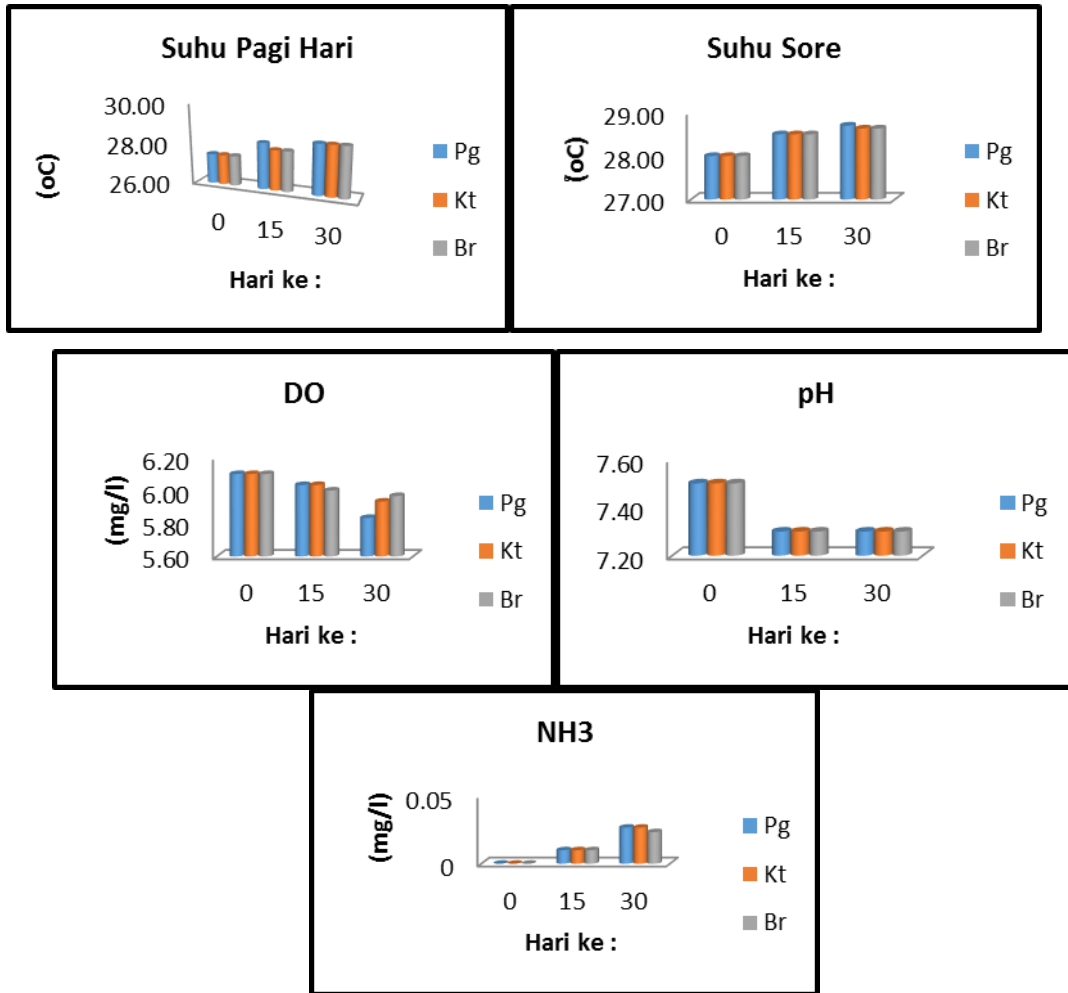 Suhu Pagi Hari
(oC)
30.00
28.00
26.00
0 15 30
Hari ke :
Pg
Kt
Br
Suhu Sore
(oC)
29.00
28.00
27.00
0 15 30
Hari ke :
Pg
Kt
Br
DO
(mg/l)
6.20
6.00
5.80
5.60
0 15 30
Hari ke :
Pg
Kt
Br
pH
7.60
7.40
7.20
0 15 30
Hari ke :
Pg
Kt
Br
NH3
(mg/l)
0.05
0
0 15 30
Hari ke :
Pg
Kt
Br